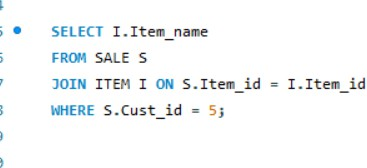 SELECT I.Item_name
FROM SALE S
JOIN ITEM I ON S.Item_id = I.Item_id
WHERE S.Cust_id = 5;